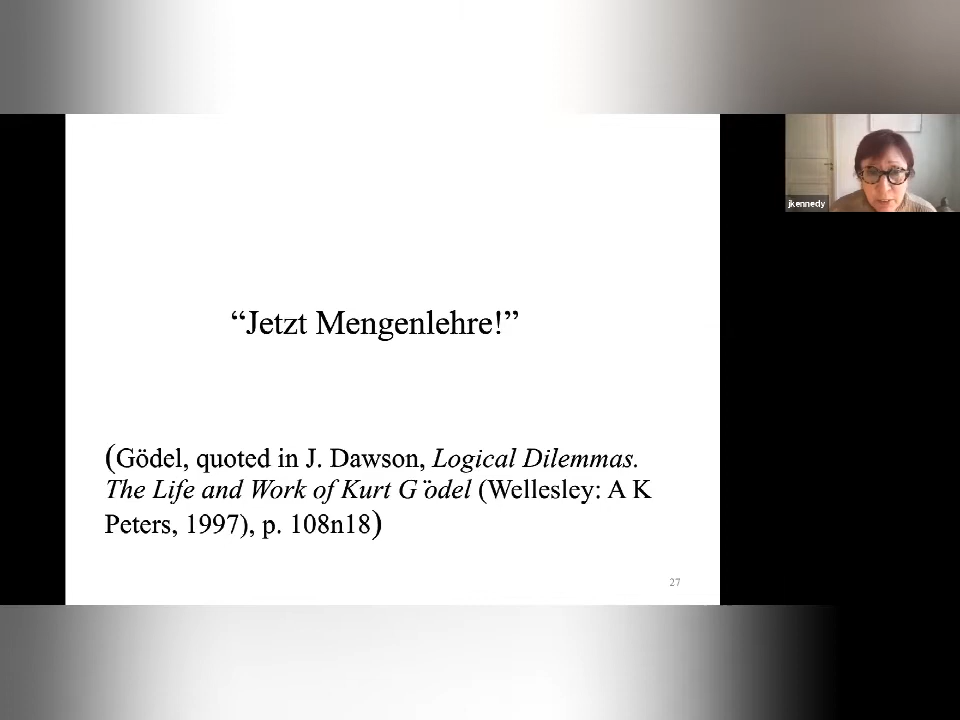 “Jetzt Mengenlehre!”
(Gödel, quoted in J. Dawson, Logical Dilemmas.
The Life and Work of Kurt G ̈odel (Wellesley: A K
Peters, 1997), p. 108n18)
27
jkennedy